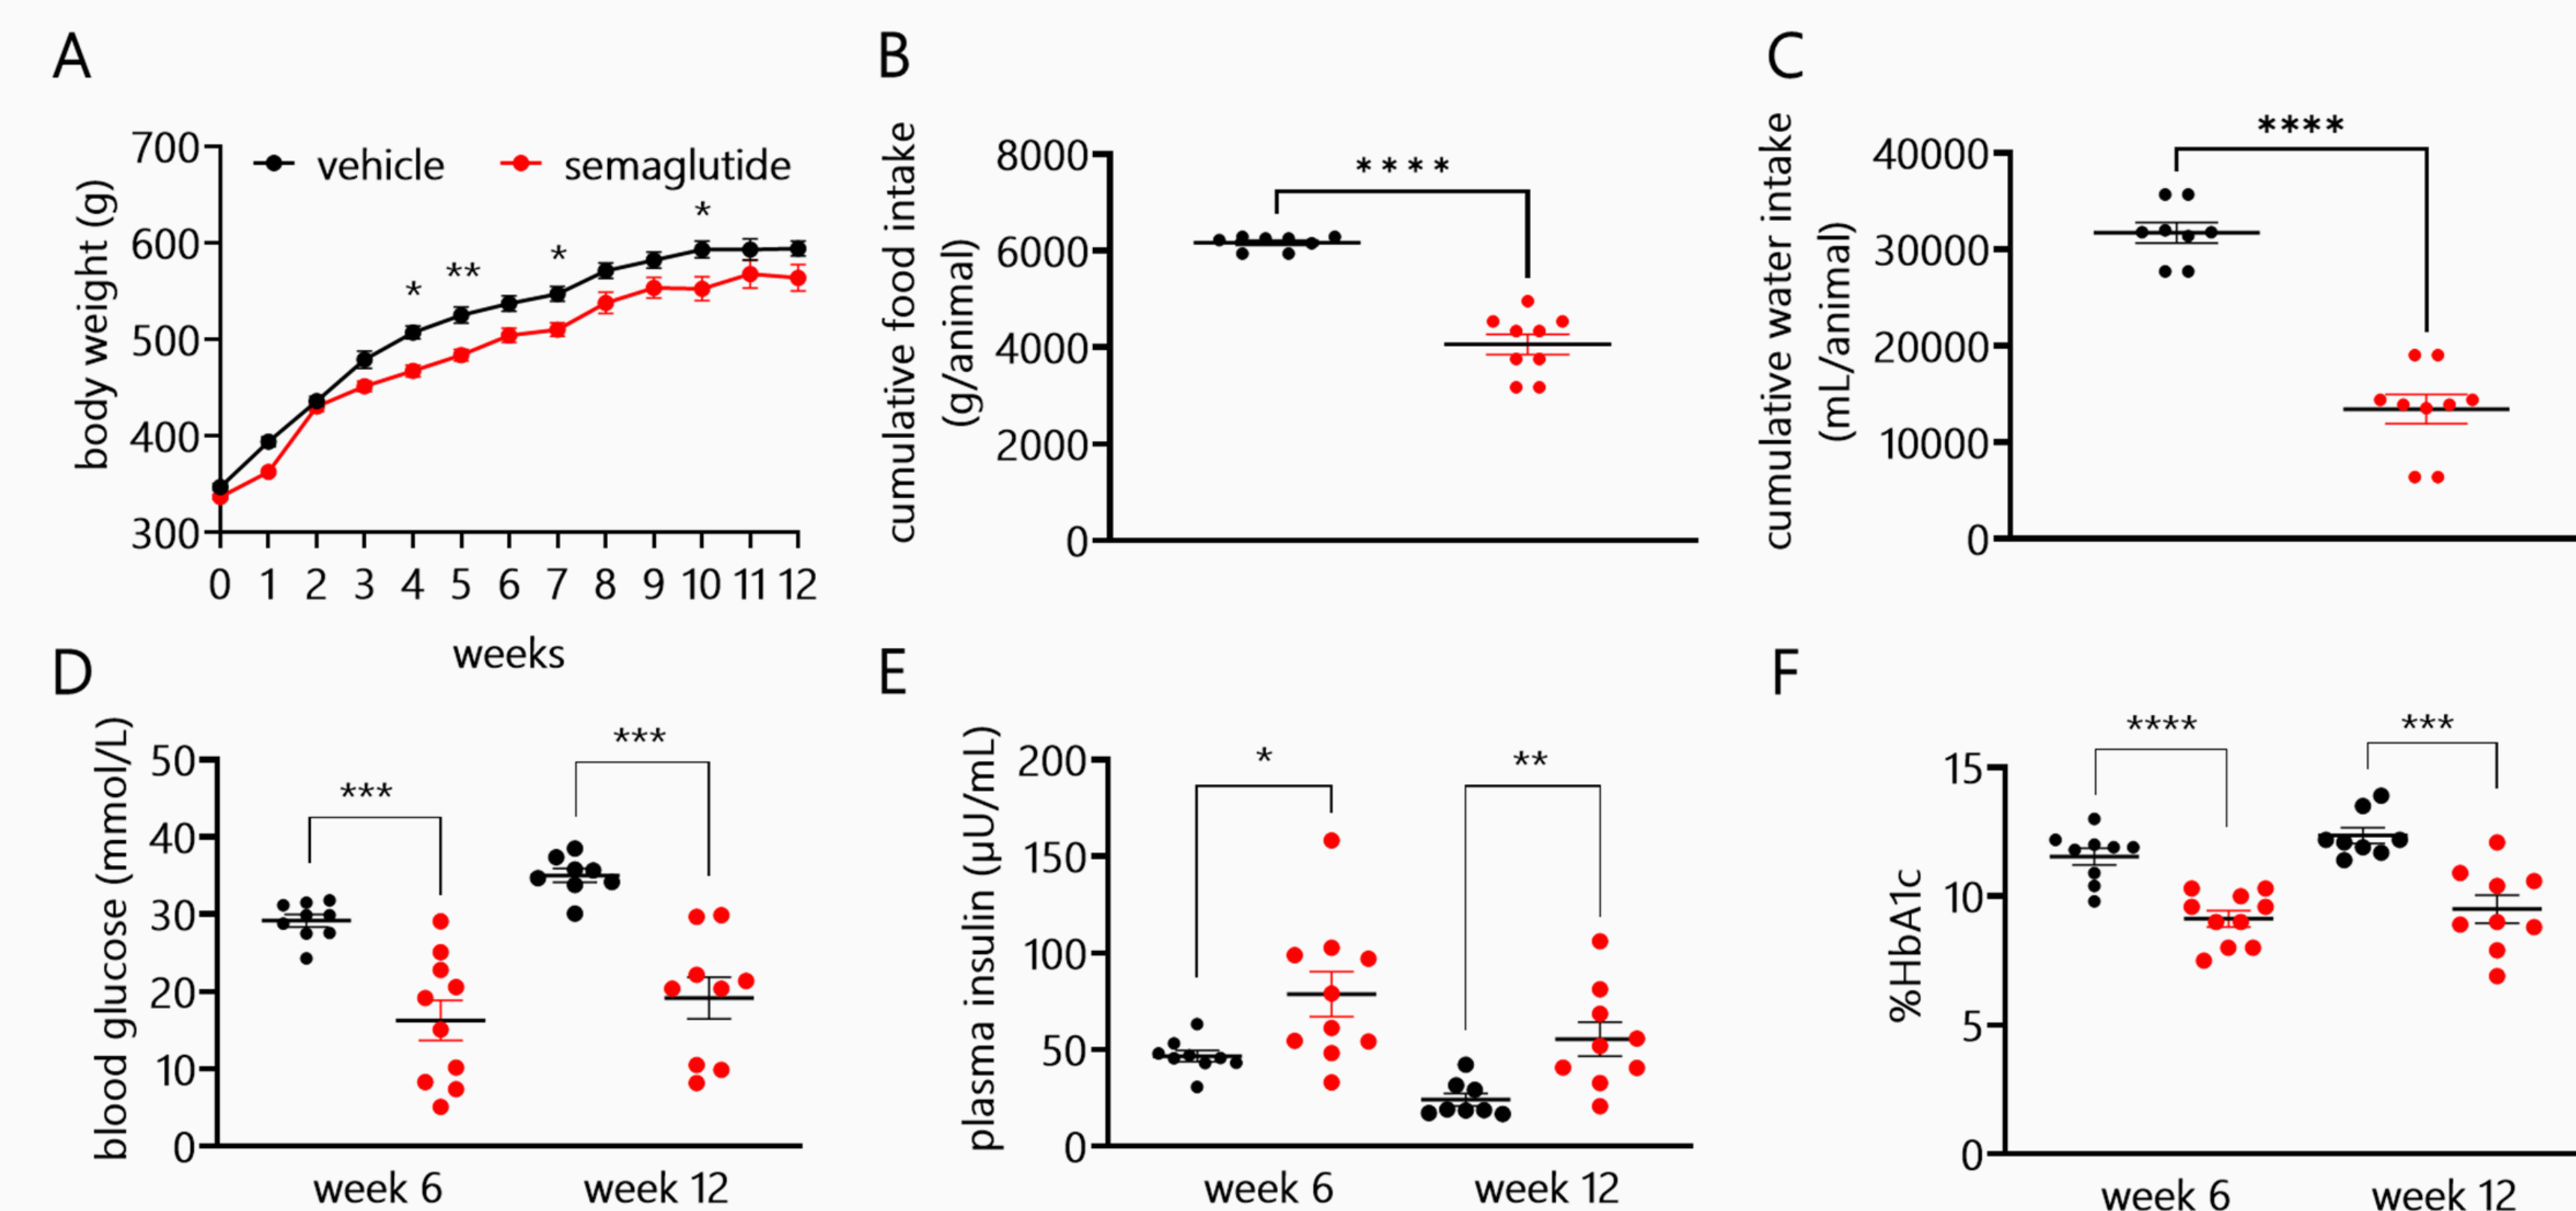 A
body weight (g)
700
600
500
400
300
vehicle
semaglutide
*
**
*
*
0 1 2 3 4 5 6 7 8 9 10 11 12
weeks
B
cumulative food intake
(g/animal)
8000
6000
4000
2000
0
****
C
cumulative water intake
(mL/animal)
40000
30000
20000
10000
0
****
D
blood glucose (mmol/L)
50
40
30
20
10
0
***
***
week 6
week 12
E
plasma insulin (μU/mL)
200
150
100
50
0
*
**
week 6
week 12
F
%HbA1c
15
10
5
0
****
***
week 6
week 12